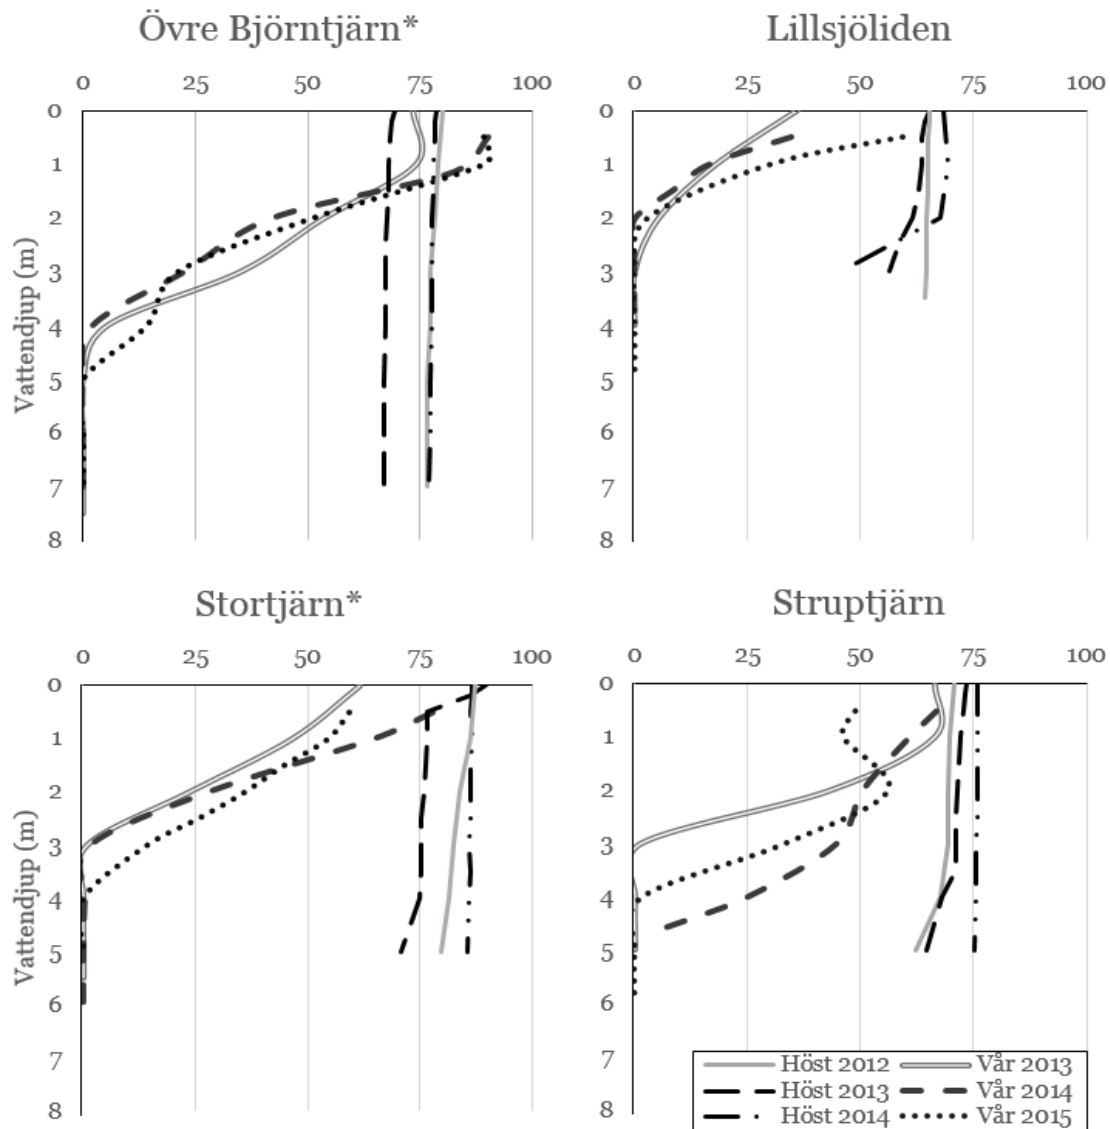 Övre Björntjärn*
Lillsjöliden
0 25 50 75 100
0 25 50 75 100
0
1
2
3
4
5
6
7
8
Vattendjup (m)
0
1
2
3
4
5
6
7
8
Stortjärn*
Struptjärn
0 25 50 75 100
0 25 50 75 100
0
1
2
3
4
5
6
7
8
Vattendjup (m)
0
1
2
3
4
5
6
7
8
Höst 2012 Vår 2013
Höst 2013 Vår 2014
Höst 2014 Vår 2015